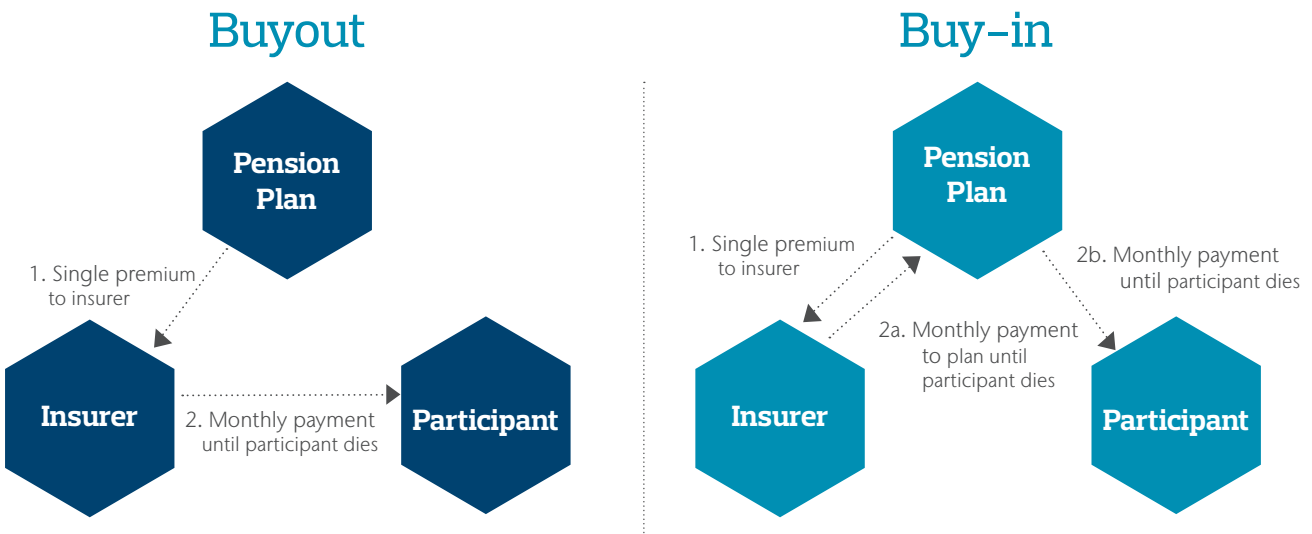 Buyout
Pension
Plan
1. Single premium
to insurer
Insurer
2. Monthly payment
until participant dies
Participant
Buy–in
Pension
Plan
1. Single premium
to insurer
2a. Monthly payment
to plan until
participant dies
2b. Monthly payment
until participant dies
Insurer
Participant